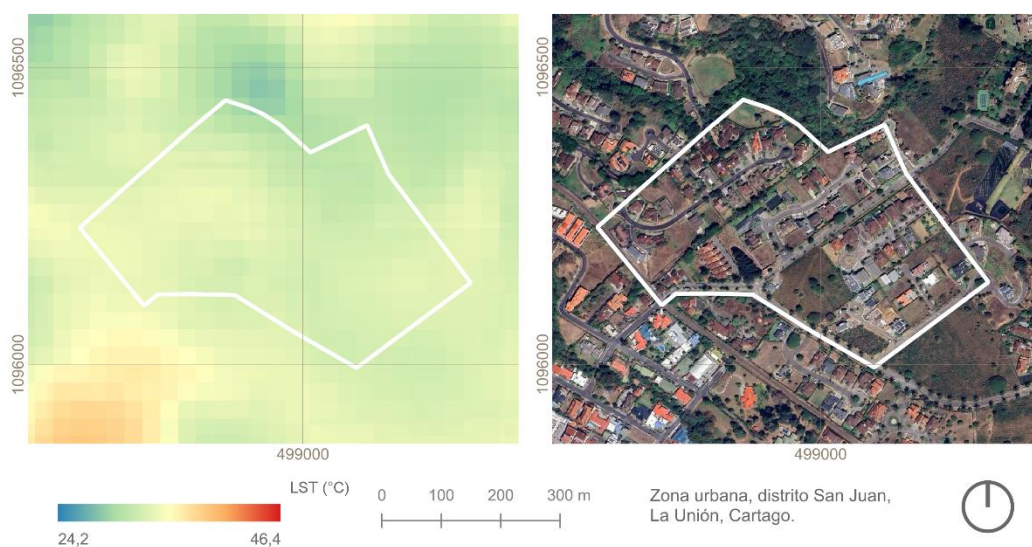 1096500
1096000
499000
1096500
1096000
499000
LST (°C)
24,2
46,4
0
100
200
300 m
Zona urbana, distrito San Juan,
La Unión, Cartago.